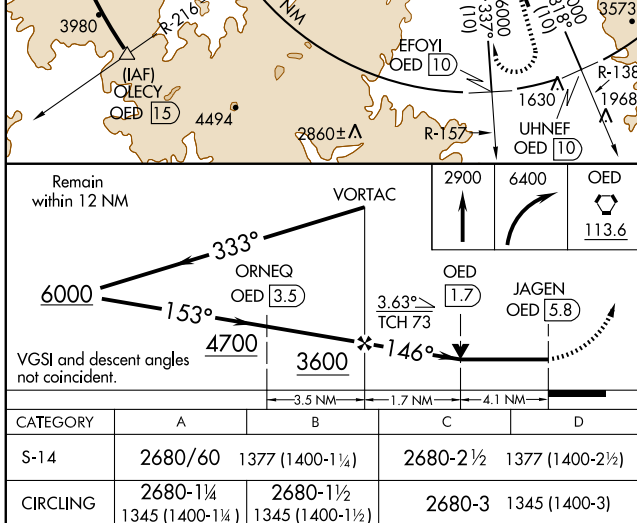 3980
R-216
NM
6000
R-337°
(10)
6000
R-318°
(10)
3573
(IAF)
OLECY
OED 15
4494
2860±
EFOYI
OED 10
R-157
1630
UHNEF
OED 10
R-138
1968
Remain
within 12 NM
VORTAC
2900
6400
OED
113.6
333°
6000
153°
ORNEQ
OED 3.5
4700
3600
3.63°
TCH 73
146°
OED
1.7
JAGEN
OED 5.8
VGSI and descent angles
not coincident.
3.5 NM
1.7 NM
4.1 NM
CATEGORY A B C D
S-14 2680/60 1377 (1400-1¼) 2680-2½ 1377 (1400-2½)
CIRCLING 2680-1¼ 1345 (1400-1¼) 2680-1½ 1345 (1400-1½) 2680-3 1345 (1400-3)